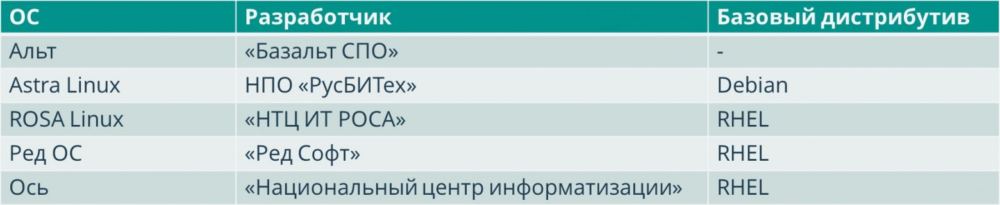 ОС Разработчик Базовый дистрибутив
Альт «Базальт СПО» -
Astra Linux НПО «РусБИТех» Debian
ROSA Linux «НТЦ ИТ РОСА» RHEL
Ред ОС «Ред Софт» RHEL
Ось «Национальный центр информатизации» RHEL